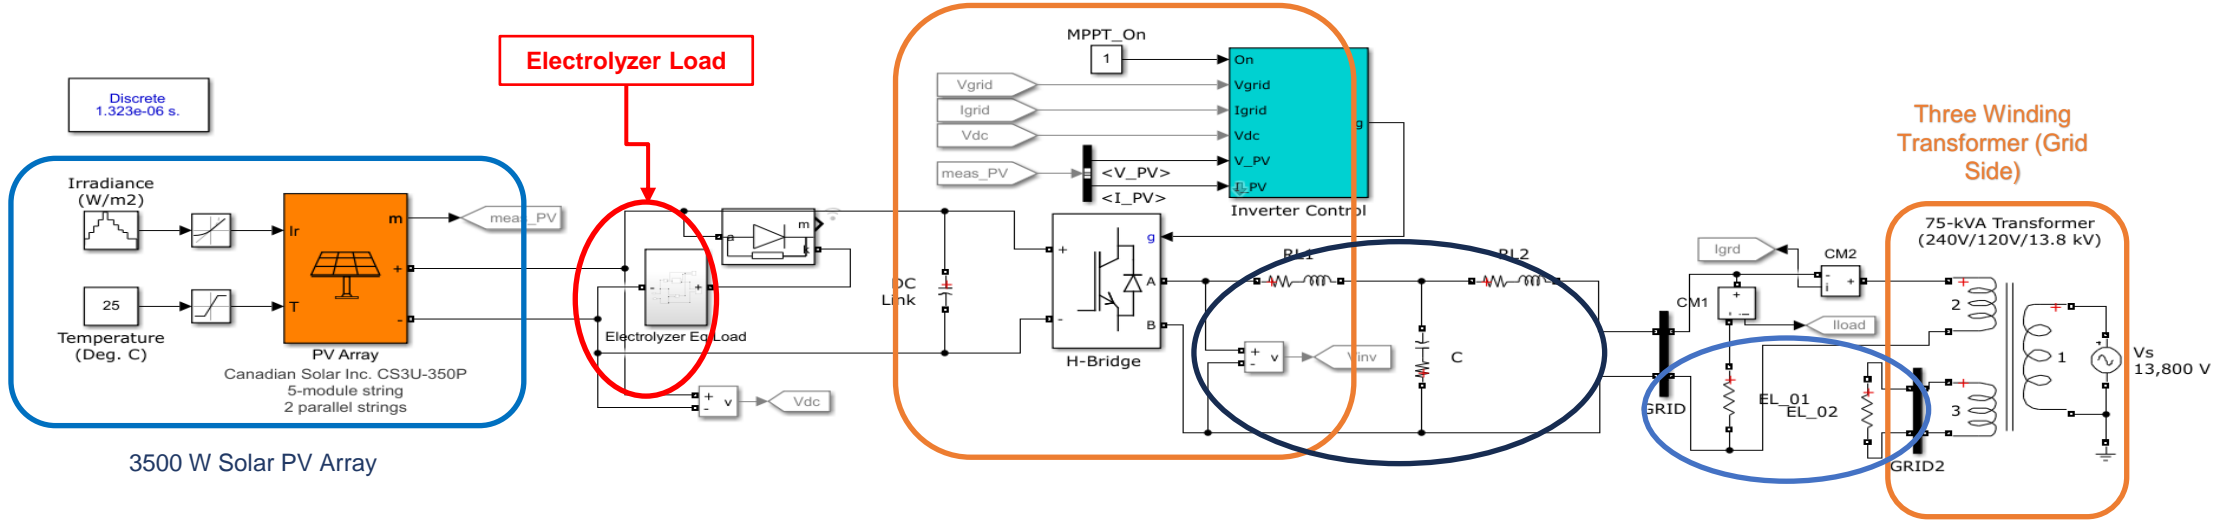 Electrolyzer Load
MPPT_On
1
On
Vgrid
Vgrid
Igrid
Igrid
Vdc
Vdc
meas_PV
<V_PV>
V_PV
<I_PV>
I_PV
g
Inverter Control
Discrete
1.323e-06 s.
Three Winding
Transformer (Grid
Side)
Irradiance
(W/m2)
Ir
m
meas_PV
+
25
T
-
Temperature
(Deg. C)
PV Array
Canadian Solar Inc. CS3U-350P
5-module string
2 parallel strings
3500 W Solar PV Array
a
m
k
-
+
Electrolyzer Eq Load
+
-
v
Vdc
DC
Link
g
+
-
A
B
H-Bridge
RL1
RL2
+
-
v
Vinv
C
Igrd
CM2
-
i
+
CM1
+
-i
Iload
GRID
EL_01
EL_02
GRID2
75-kVA Transformer
(240V/120V/13.8 kV)
+
2
+
3
+
1
Vs
13,800 V